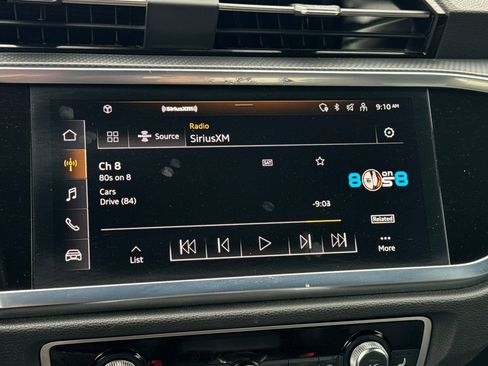 ((SiriusXM))
9:10 AM
Radio
Source
SiriusXM
Ch 8
SAT
80s on 8
8 on 8
Cars
Drive (84)
-9:03
Related
List
More